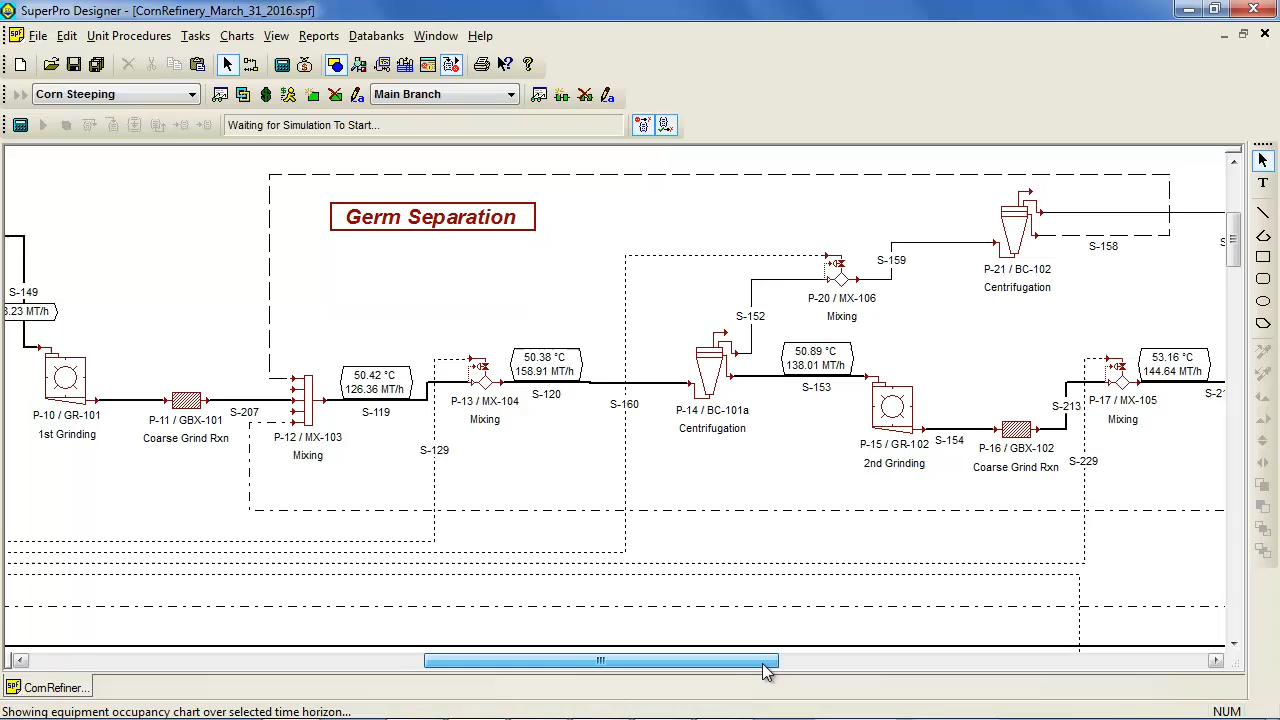 SuperPro Designer - [CornRefinery_March_31_2016.spf]
File Edit Unit Procedures Tasks Charts View Reports Databanks Window Help
Corn Steeping Main Branch
Waiting for Simulation To Start...
Germ Separation
S-158
S-159
P-21 / BC-102
Centrifugation
S-149
3.23 MT/h
P-20 / MX-106
Mixing
S-152
50.42 °C
126.36 MT/h
50.38 °C
158.91 MT/h
50.89 °C
138.01 MT/h
53.16 °C
144.64 MT/h
P-10 / GR-101
1st Grinding
P-11 / GBX-101
Coarse Grind Rxn
S-207
P-12 / MX-103
Mixing
S-119
P-13 / MX-104
Mixing
S-120
S-129
S-160
P-14 / BC-101a
Centrifugation
S-153
P-15 / GR-102
2nd Grinding
S-154
P-16 / GBX-102
Coarse Grind Rxn
S-213
P-17 / MX-105
Mixing
S-229
S-21
CornRefiner...
Showing equipment occupancy chart over selected time horizon...
NUM